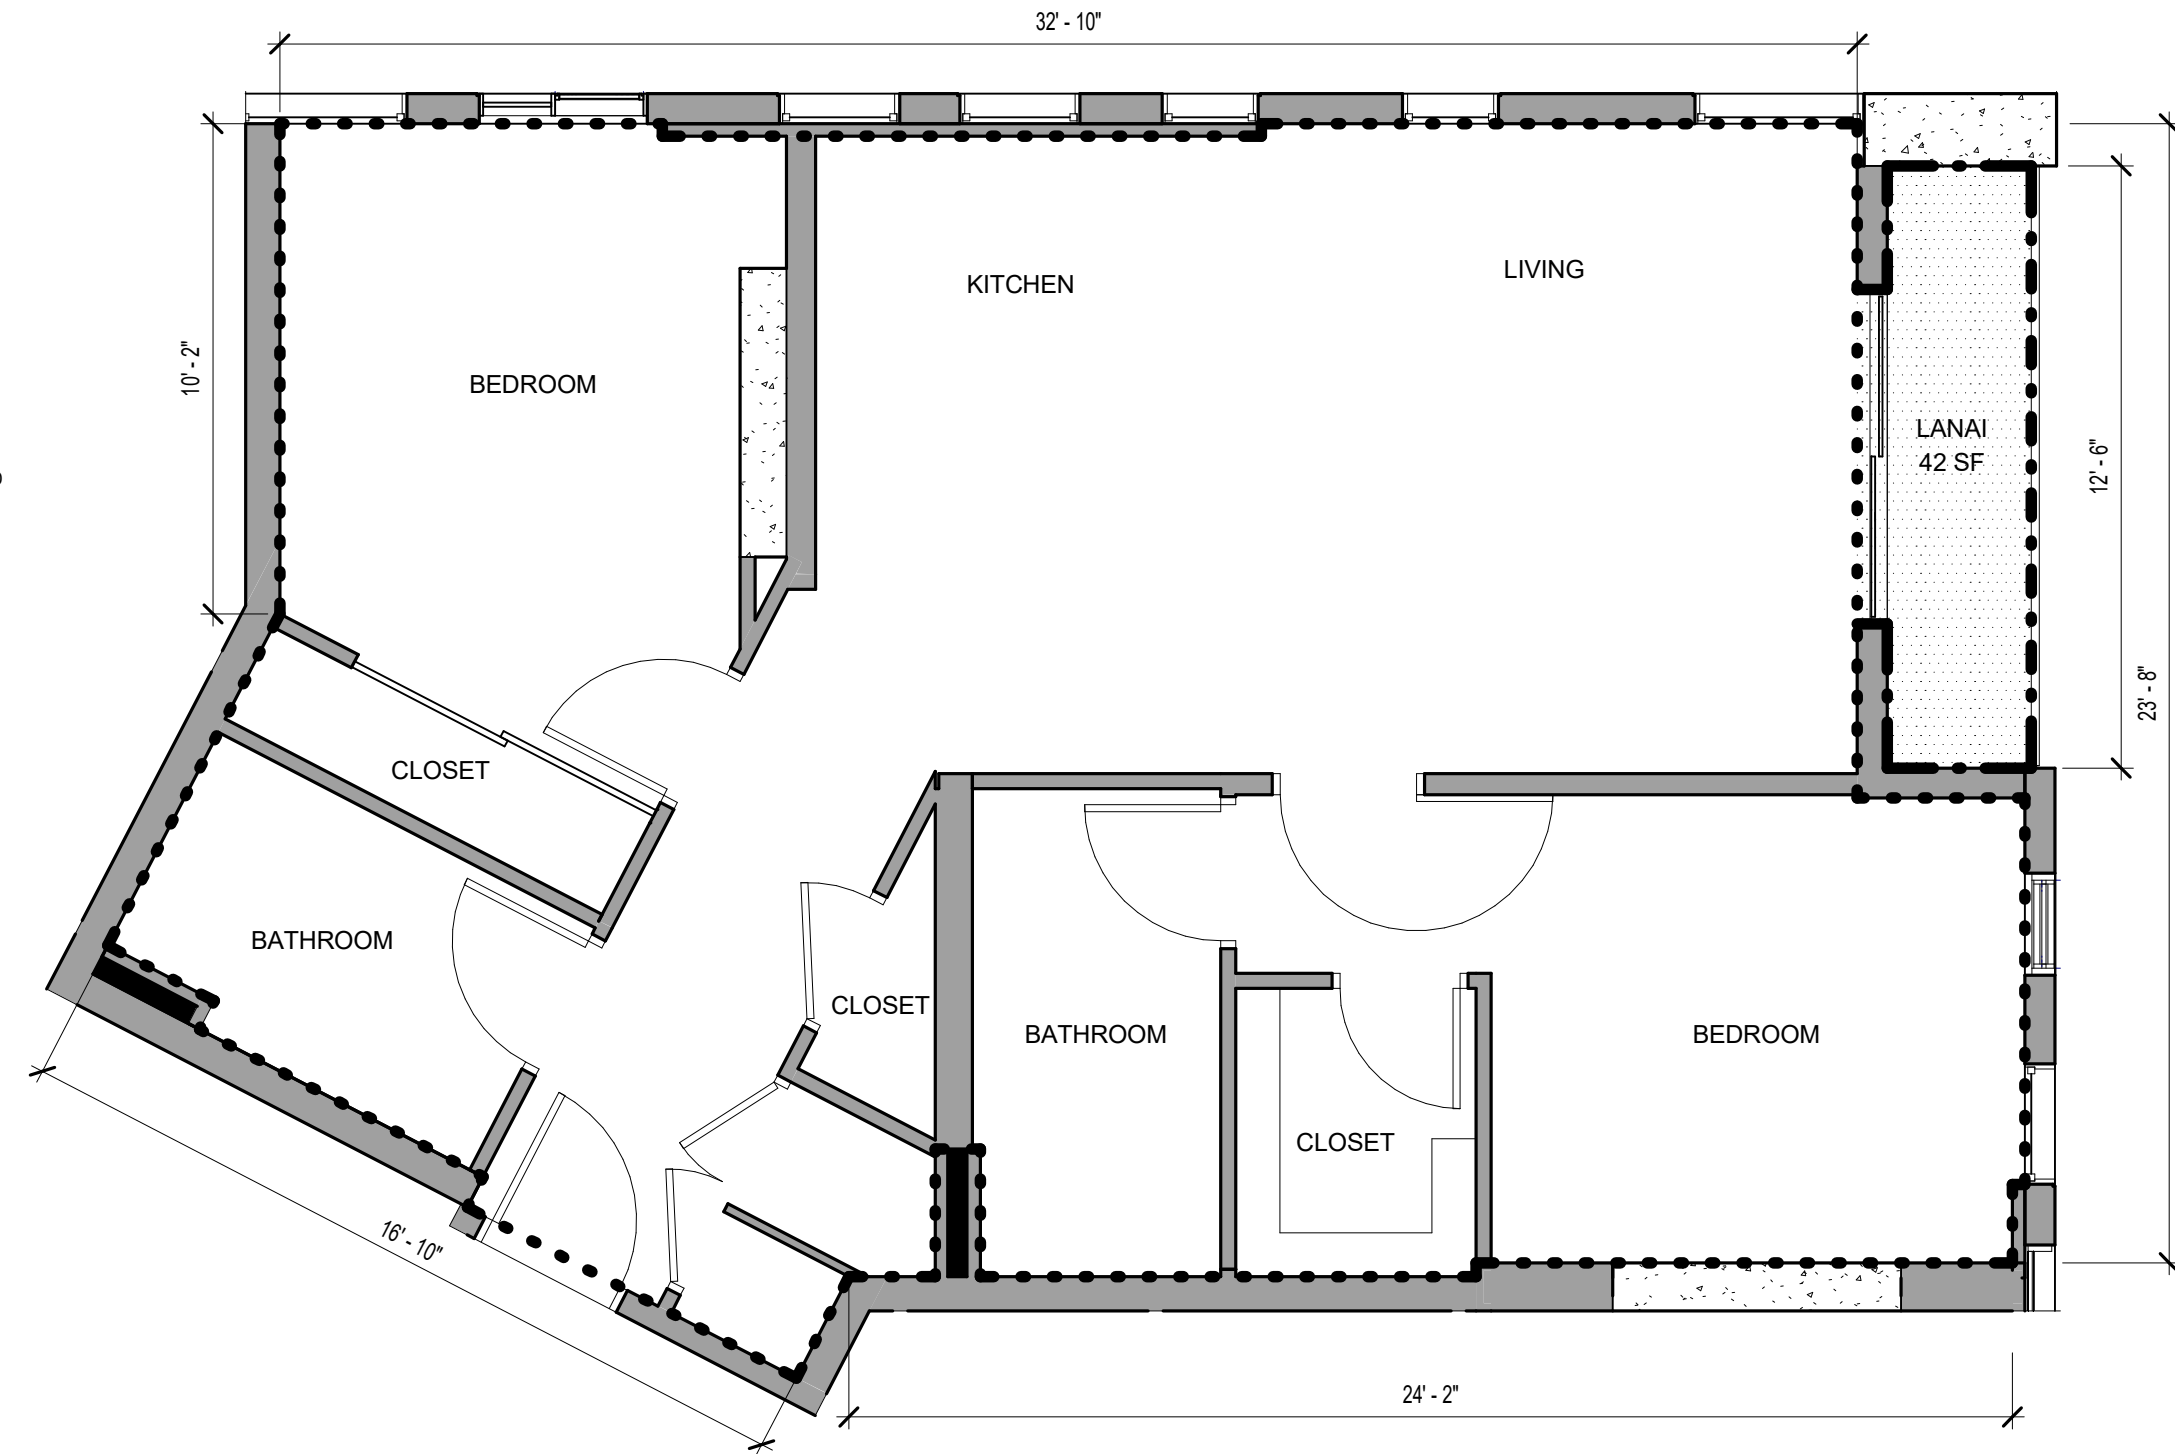 32' - 10"
10' - 2"
BEDROOM
KITCHEN
LIVING
LANAI
42 SF
12' - 6"
23' - 8"
CLOSET
BATHROOM
CLOSET
BATHROOM
CLOSET
BEDROOM
16' - 10"
24' - 2"